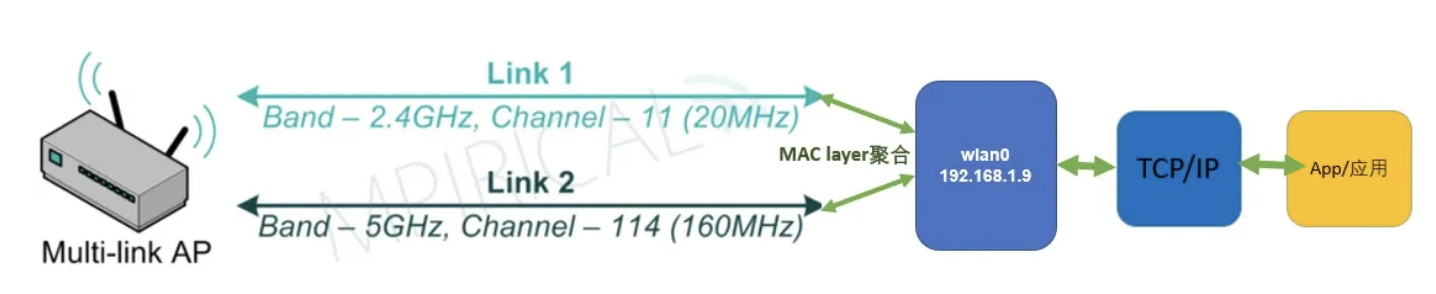 Link 1
Band – 2.4GHz, Channel – 11 (20MHz)
MPIRICAL
MAC layer聚合
Link 2
Band – 5GHz, Channel – 114 (160MHz)
Multi-link AP
wlan0
192.168.1.9
TCP/IP
App/应用